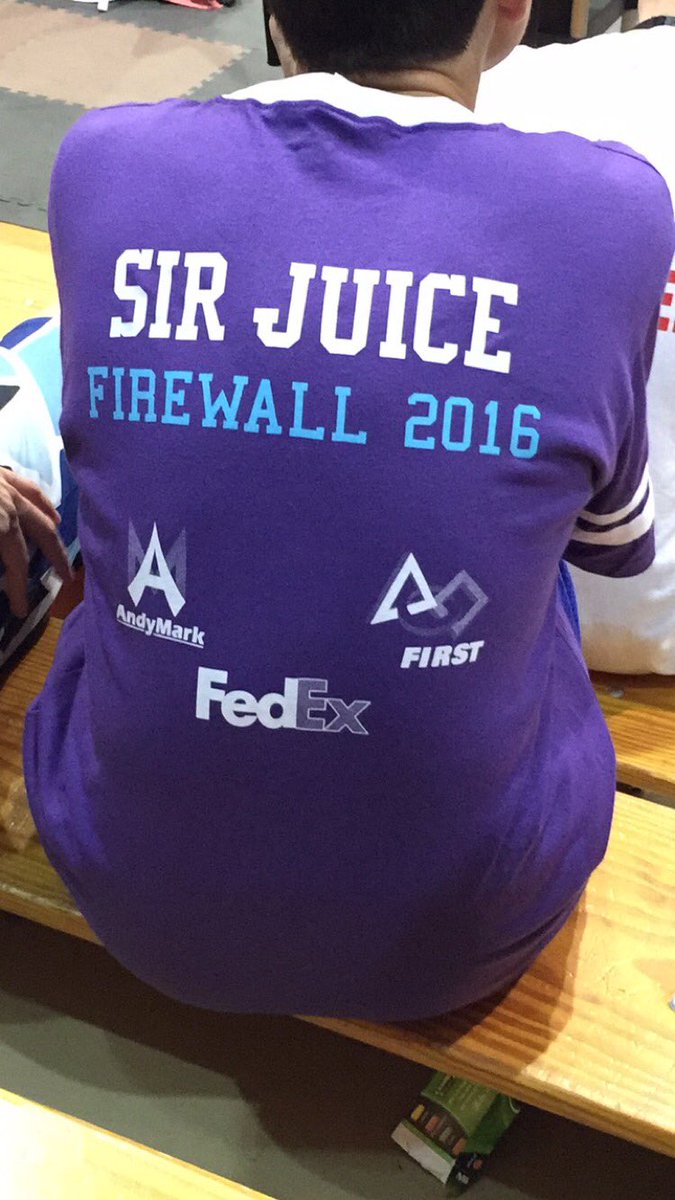 SIR JUICE
FIREWALL 2016
AndyMark
FIRST
FedEx